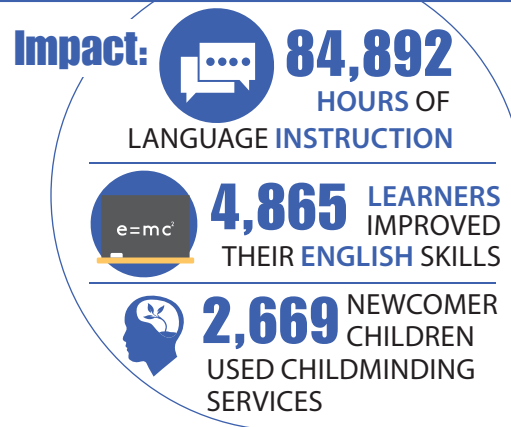 Impact:
84,892
HOURS OF
LANGUAGE INSTRUCTION
e=mc²
4,865 LEARNERS
IMPROVED
THEIR ENGLISH SKILLS
2,669 NEWCOMER
CHILDREN
USED CHILDMINDING
SERVICES